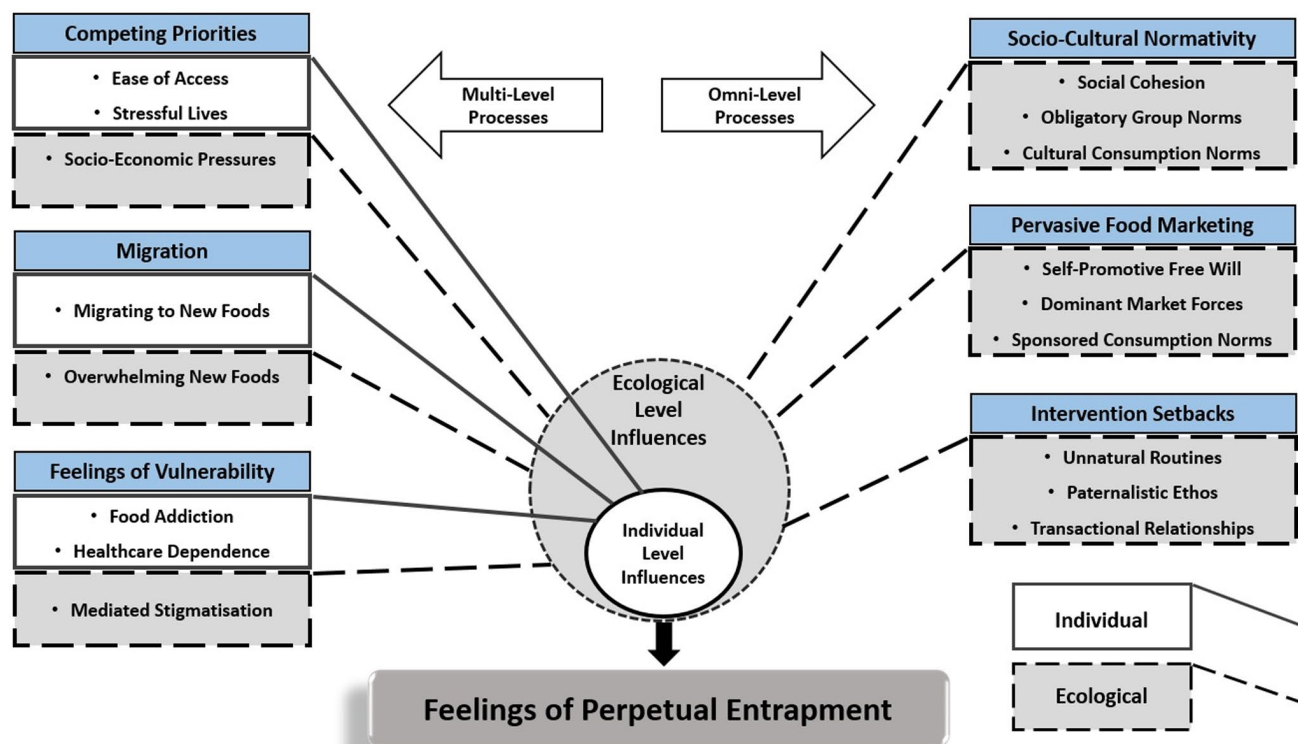 Competing Priorities
• Ease of Access
• Stressful Lives
• Socio-Economic Pressures
Migration
• Migrating to New Foods
• Overwhelming New Foods
Feelings of Vulnerability
• Food Addiction
• Healthcare Dependence
• Mediated Stigmatisation
Multi-Level
Processes
Omni-Level
Processes
Ecological
Level
Influences
Individual
Level
Influences
Socio-Cultural Normativity
• Social Cohesion
• Obligatory Group Norms
• Cultural Consumption Norms
Pervasive Food Marketing
• Self-Promotive Free Will
• Dominant Market Forces
• Sponsored Consumption Norms
Intervention Setbacks
• Unnatural Routines
• Paternalistic Ethos
• Transactional Relationships
Individual
Ecological
Feelings of Perpetual Entrapment